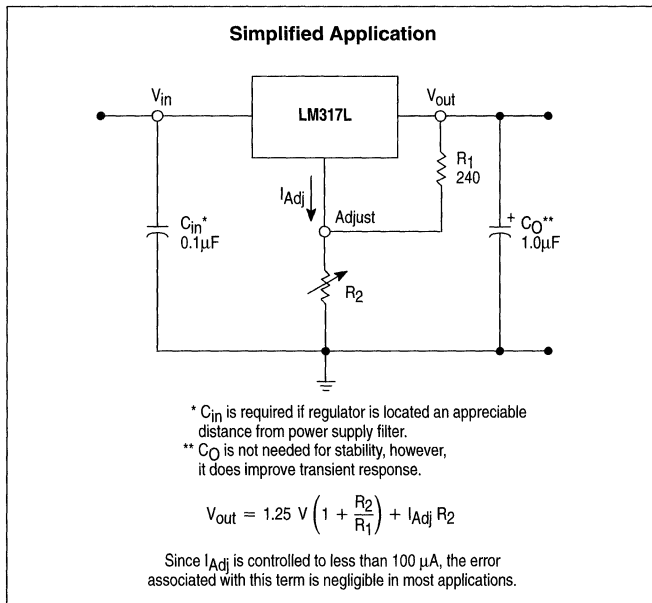 Simplified Application
Vin
LM317L
Vout
R1
240
IAdj
Adjust
Cin*
0.1µF
+ CO**
1.0µF
R2
* Cin is required if regulator is located an appreciable
distance from power supply filter.
** CO is not needed for stability, however,
it does improve transient response.
Vout = 1.25 V (1 + R2/R1) + IAdj R2
Since IAdj is controlled to less than 100 µA, the error
associated with this term is negligible in most applications.